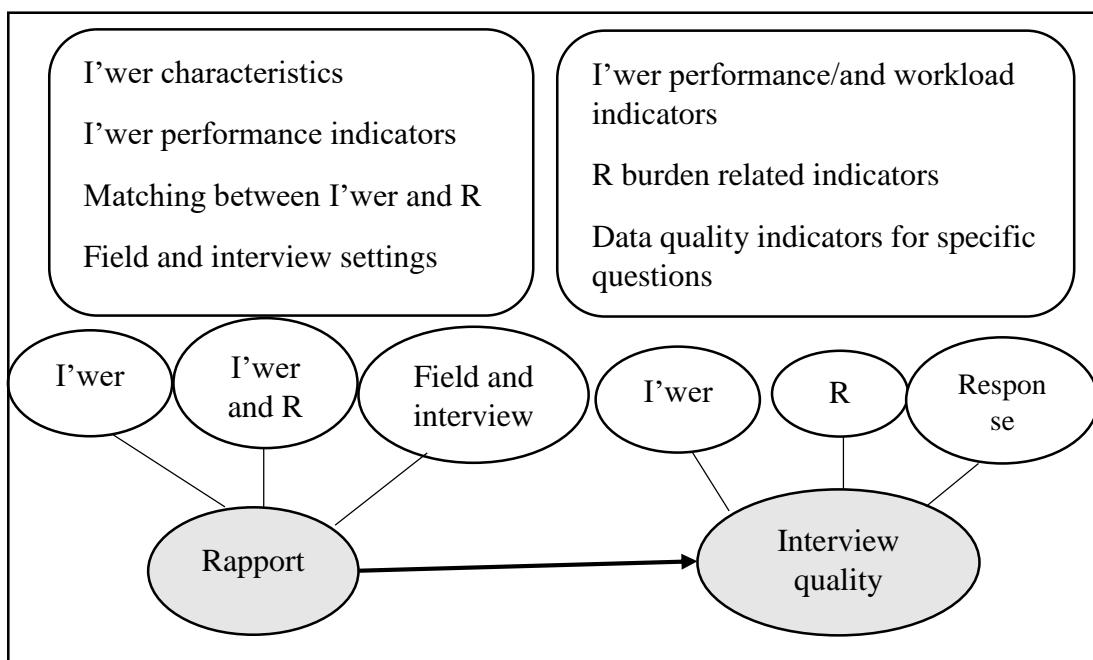 I'wer characteristics
I'wer performance indicators
Matching between I'wer and R
Field and interview settings
I'wer performance/and workload
indicators
R burden related indicators
Data quality indicators for specific
questions
I'wer
I'wer
and R
Field and
interview
I'wer
R
Respon
se
Rapport
Interview
quality